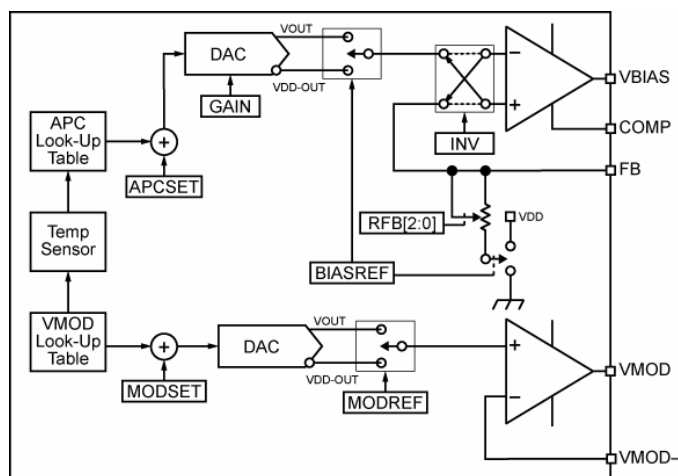 VOUT
DAC
VDD-OUT
GAIN
VBIAS
COMP
FB
INV
APC
Look-Up
Table
+
APCSET
RFB[2:0]
VDD
Temp
Sensor
BIASREF
VMOD
Look-Up
Table
+
MODSET
VOUT
DAC
VDD-OUT
MODREF
−
+
+
−
VMOD
VMOD–